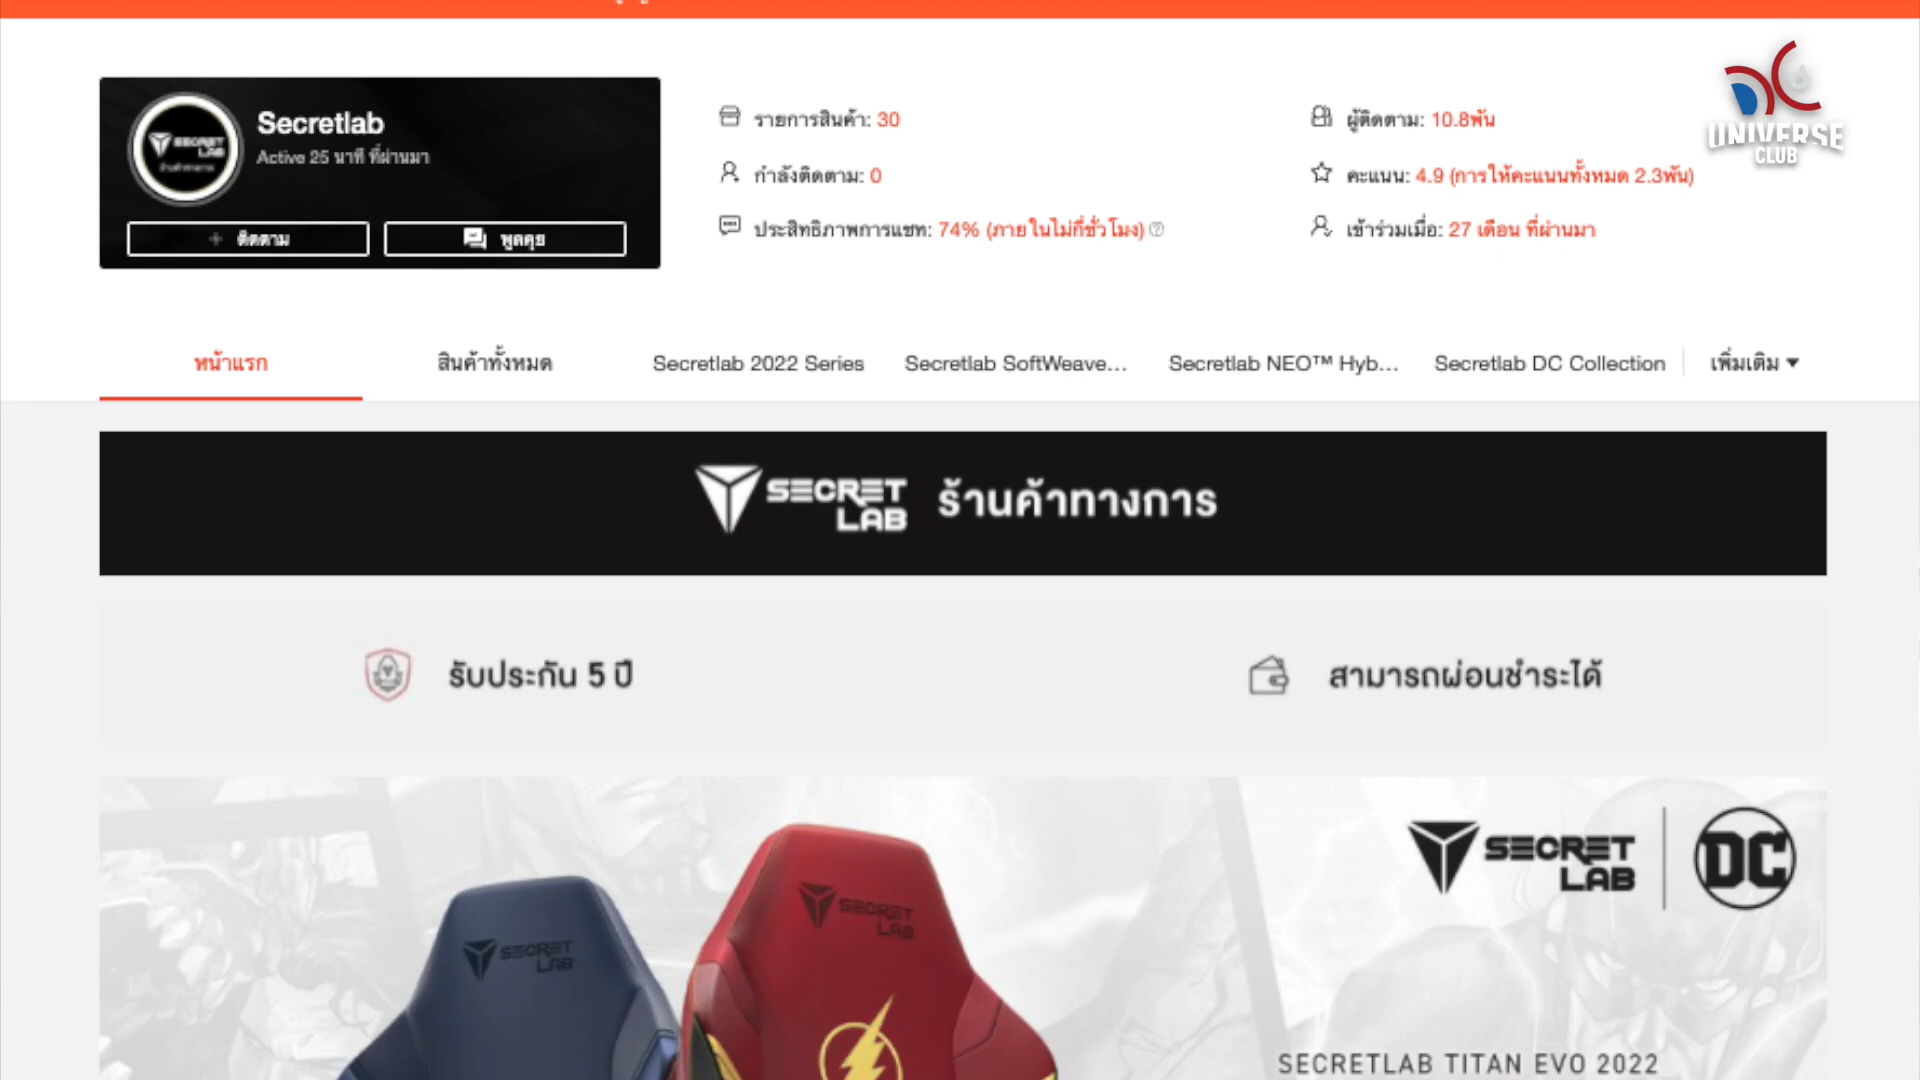 Secretlab
Active 25 นาที ที่ผ่านมา
ติดตาม
พูดคุย
รายการสินค้า: 30
กำลังติดตาม: 0
ประสิทธิภาพการแชท: 74% (ภายในไม่กี่ชั่วโมง)
ผู้ติดตาม: 10.8พัน
คะแนน: 4.9 (การให้คะแนนทั้งหมด 2.3พัน)
เข้าร่วมเมื่อ: 27 เดือน ที่ผ่านมา
DC
UNIVERSE
CLUB
หน้าแรก
สินค้าทั้งหมด
Secretlab 2022 Series
Secretlab SoftWeave...
Secretlab NEO™ Hyb...
Secretlab DC Collection
เพิ่มเติม
SECRET
LAB
ร้านค้าทางการ
รับประกัน 5 ปี
สามารถผ่อนชำระได้
SECRET
LAB
DC
SECRET
LAB
SECRET
LAB
SECRETLAB TITAN EVO 2022